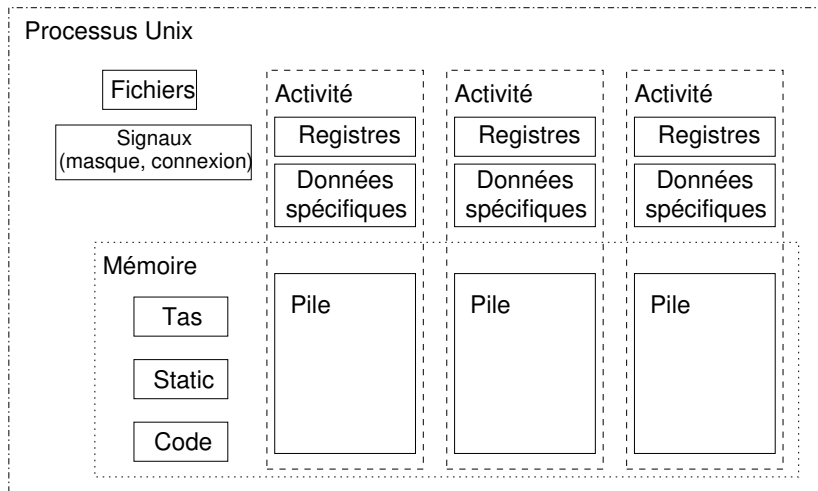 Processus Unix
Fichiers
Signaux
(masque, connexion)
Activité
Registres
Données
spécifiques
Activité
Registres
Données
spécifiques
Activité
Registres
Données
spécifiques
Mémoire
Tas
Static
Code
Pile
Pile
Pile